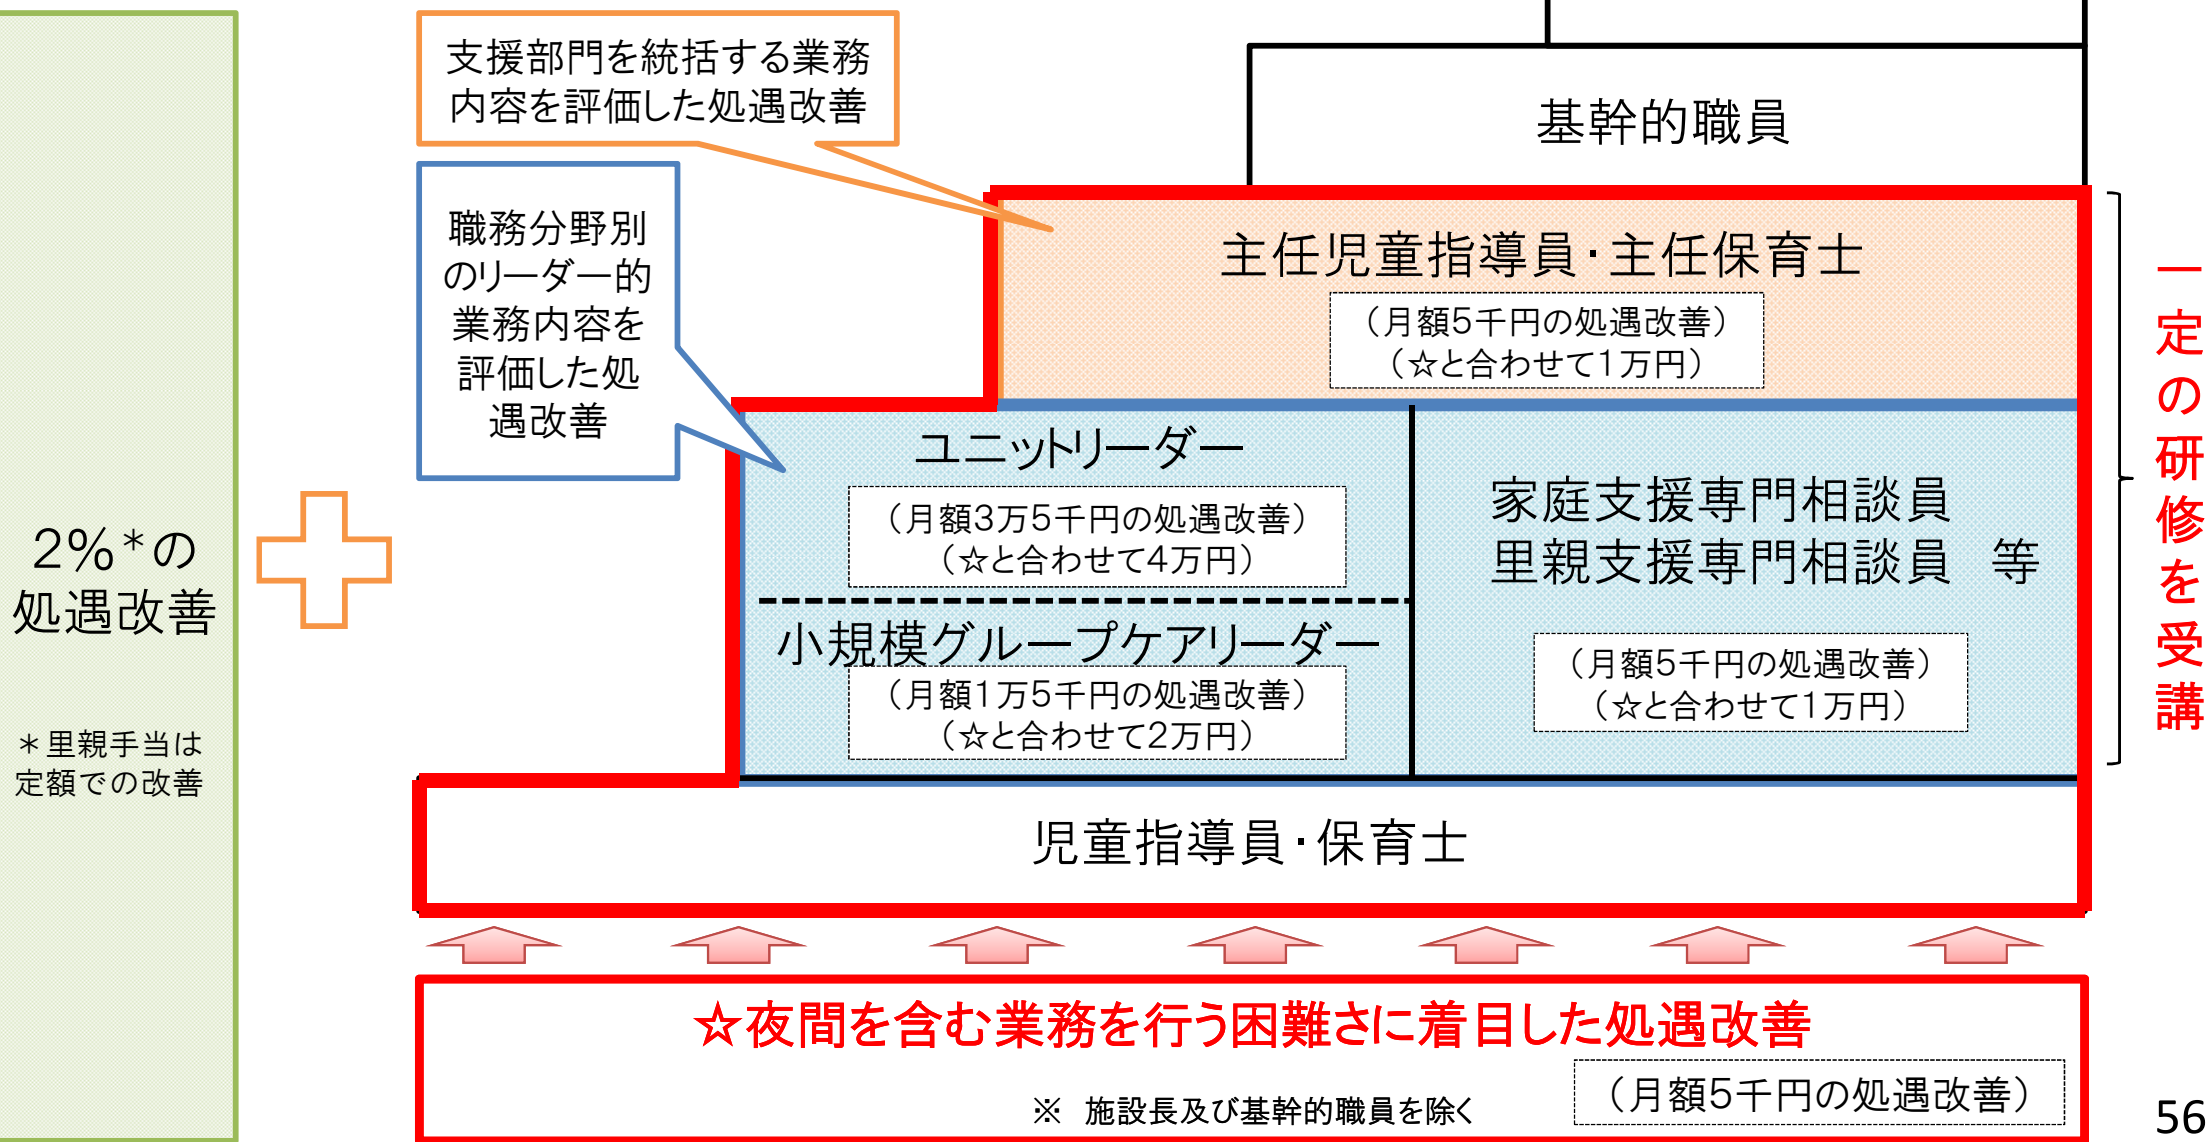 2％*の
処遇改善
＊里親手当は
定額での改善
支援部門を統括する業務
内容を評価した処遇改善
職務分野別
のリーダー的
業務内容を
評価した処
遇改善
基幹的職員
主任児童指導員・主任保育士
（月額5千円の処遇改善）
（☆と合わせて1万円）
ユニットリーダー
（月額3万5千円の処遇改善）
（☆と合わせて4万円）
小規模グループケアリーダー
（月額1万5千円の処遇改善）
（☆と合わせて2万円）
家庭支援専門相談員
里親支援専門相談員　等
（月額5千円の処遇改善）
（☆と合わせて1万円）
一定の研修を受講
児童指導員・保育士
☆夜間を含む業務を行う困難さに着目した処遇改善
（月額5千円の処遇改善）
※　施設長及び基幹的職員を除く
56